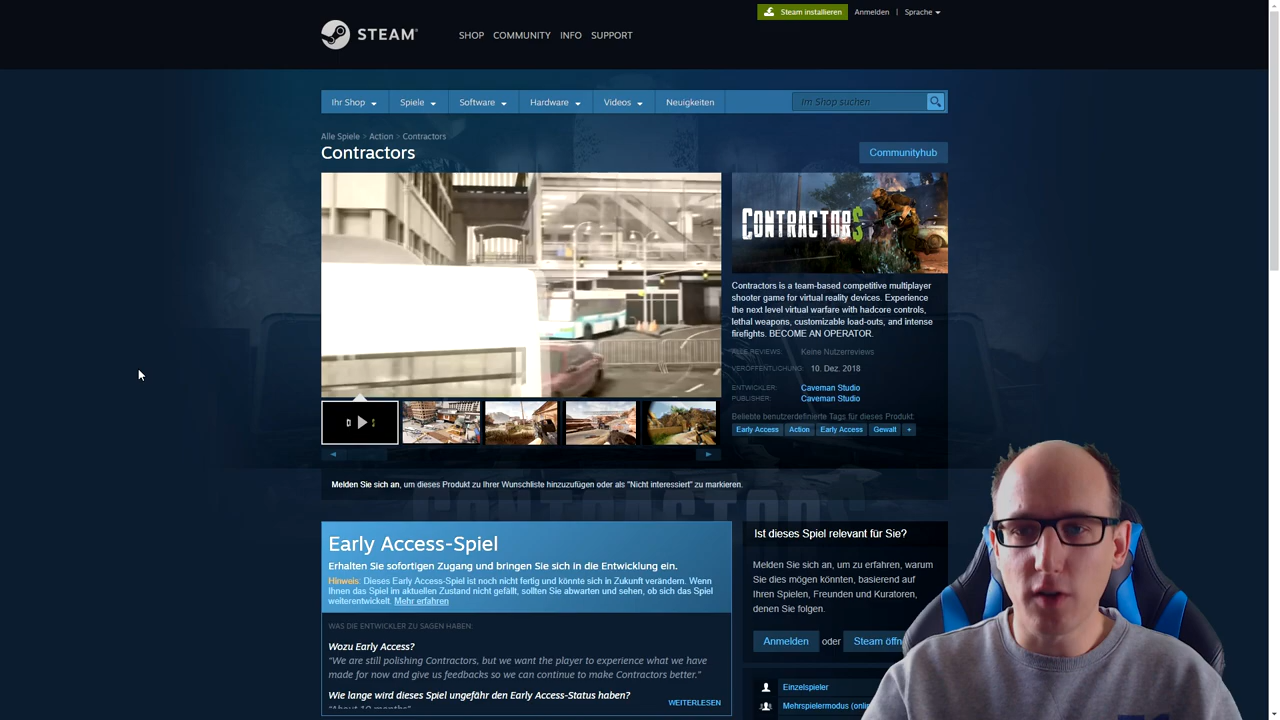 Steam installieren
Anmelden | Sprache
STEAM®
SHOP COMMUNITY INFO SUPPORT
Ihr Shop Spiele Software Hardware Videos Neuigkeiten
Im Shop suchen
Alle Spiele > Action > Contractors
Contractors
Communityhub
CONTRACTOR$
Contractors is a team-based competitive multiplayer
shooter game for virtual reality devices. Experience
the next level virtual warfare with hadcore controls,
lethal weapons, customizable load-outs, and intense
firefights. BECOME AN OPERATOR.
ALLE REVIEWS: Keine Nutzerreviews
VERÖFFENTLICHUNG: 10. Dez. 2018
ENTWICKLER: Caveman Studio
PUBLISHER: Caveman Studio
Beliebte benutzerdefinierte Tags für dieses Produkt:
Early Access Action Early Access Gewalt +
Melden Sie sich an, um dieses Produkt zu Ihrer Wunschliste hinzuzufügen oder als "Nicht interessiert" zu markieren.
Early Access-Spiel
Erhalten Sie sofortigen Zugang und bringen Sie sich in die Entwicklung ein.
Hinweis: Dieses Early Access-Spiel ist noch nicht fertig und könnte sich in Zukunft verändern. Wenn
Ihnen das Spiel im aktuellen Zustand nicht gefällt, sollten Sie abwarten und sehen, ob sich das Spiel
weiterentwickelt. Mehr erfahren
WAS DIE ENTWICKLER ZU SAGEN HABEN:
Wozu Early Access?
"We are still polishing Contractors, but we want the player to experience what we have
made for now and give us feedbacks so we can continue to make Contractors better."
Wie lange wird dieses Spiel ungefähr den Early Access-Status haben?
"About 10 months"
WEITERLESEN
Ist dieses Spiel relevant für Sie?
Melden Sie sich an, um zu erfahren, warum
Sie dies mögen könnten, basierend auf
Ihren Spielen, Freunden und Kuratoren,
denen Sie folgen.
Anmelden oder Steam öffn
Einzelspieler
Mehrspielermodus (onlin